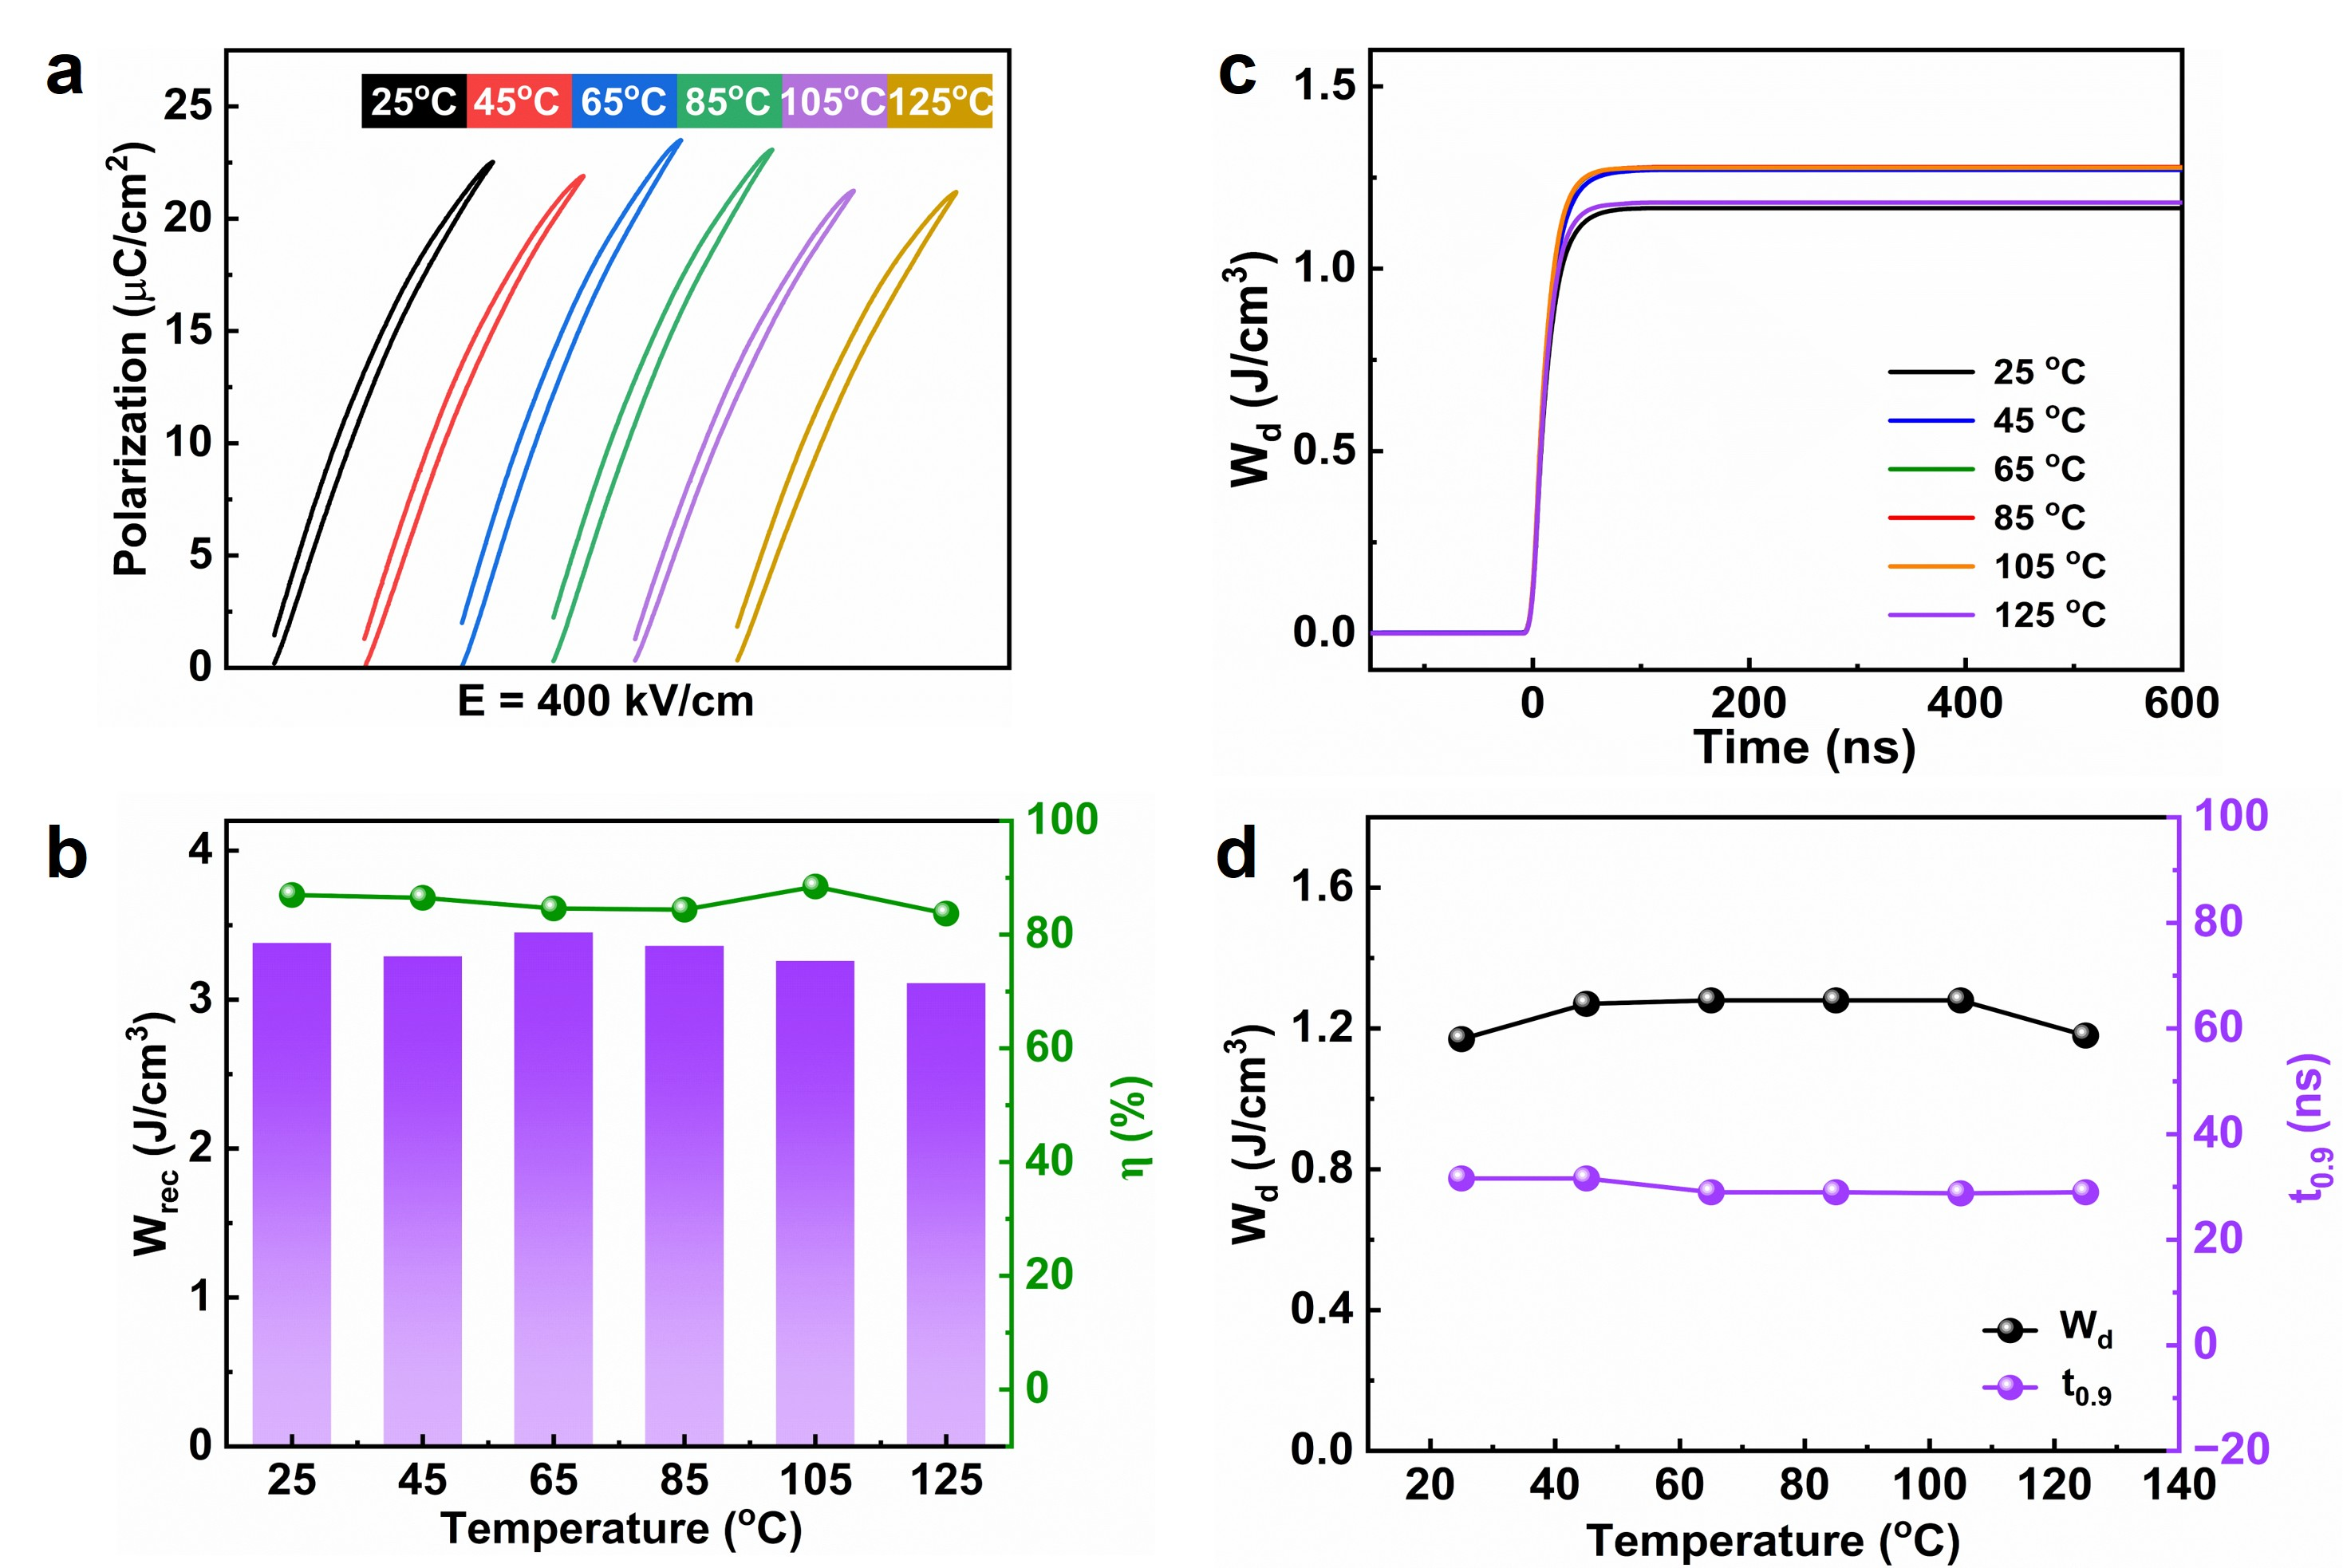 a
25°C 45°C 65°C 85°C 105°C 125°C
25
20
15
10
5
0
Polarization (μC/cm²)
E = 400 kV/cm
c
1.5
1.0
0.5
0.0
W_d (J/cm³)
25 °C
45 °C
65 °C
85 °C
105 °C
125 °C
0 200 400 600
Time (ns)
b
4
3
2
1
0
W_rec (J/cm³)
100
80
60
40
20
0
η (%)
25 45 65 85 105 125
Temperature (°C)
d
1.6
1.2
0.8
0.4
0.0
W_d (J/cm³)
100
80
60
40
20
0
−20
t_0.9 (ns)
W_d
t_0.9
20 40 60 80 100 120 140
Temperature (°C)